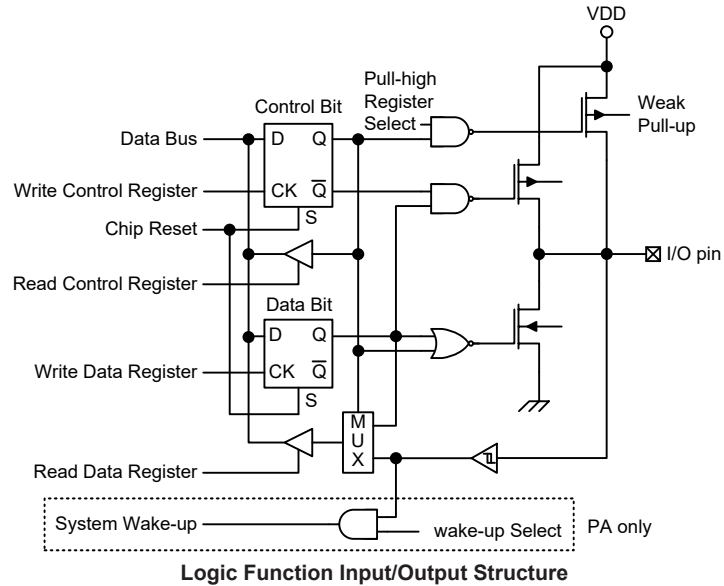 VDD
Pull-high
Register
Select
Weak
Pull-up
Control Bit
Data Bus
D Q
Write Control Register
CK Q̅
S
Chip Reset
I/O pin
Read Control Register
Data Bit
D Q
Write Data Register
CK Q̅
S
M
U
X
Read Data Register
System Wake-up
wake-up Select
PA only
Logic Function Input/Output Structure